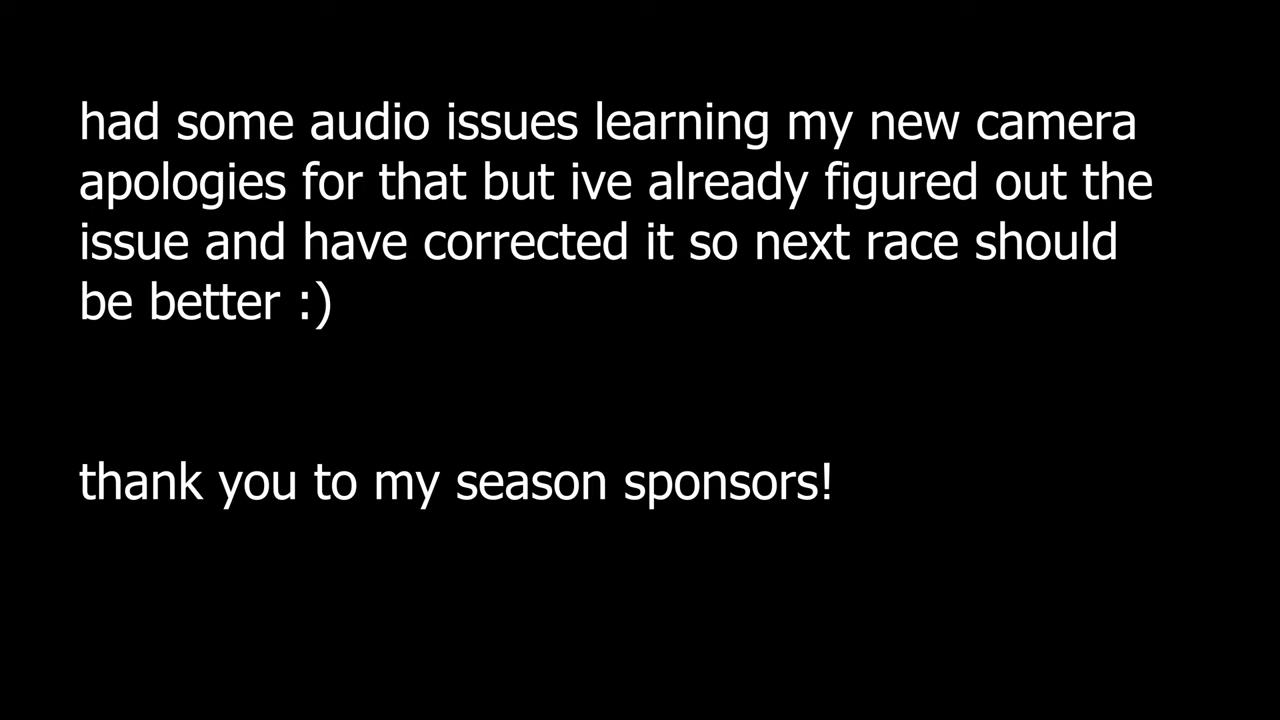 had some audio issues learning my new camera
apologies for that but ive already figured out the
issue and have corrected it so next race should
be better :)
thank you to my season sponsors!